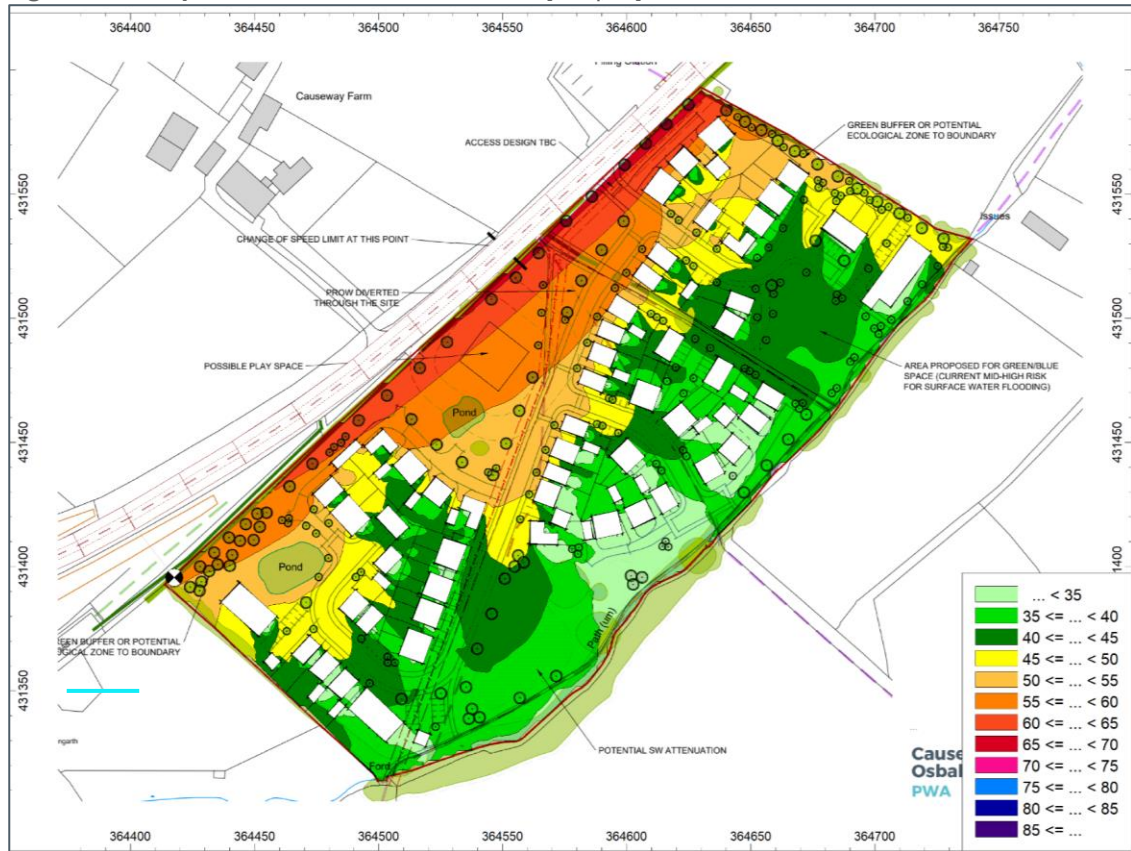 364400 364450 364500 364550 364600 364650 364700 364750
Causeway Farm
ACCESS DESIGN TBC
GREEN BUFFER OR POTENTIAL
ECOLOGICAL ZONE TO BOUNDARY
431550
431550
Issues
CHANGE OF SPEED LIMIT AT THIS POINT
PROW DIVERTED
THROUGH THE SITE
431500
431500
POSSIBLE PLAY SPACE
AREA PROPOSED FOR GREEN/BLUE
SPACE (CURRENT MID-HIGH RISK
FOR SURFACE WATER FLOODING)
Pond
431450
431450
431400
431400
Pond
Path (um)
GREEN BUFFER OR POTENTIAL
OGICAL ZONE TO BOUNDARY
431350
POTENTIAL SW ATTENUATION
ngarth
Ford
Cause
Osbal
PWA
... < 35
35 <= ... < 40
40 <= ... < 45
45 <= ... < 50
50 <= ... < 55
55 <= ... < 60
60 <= ... < 65
65 <= ... < 70
70 <= ... < 75
75 <= ... < 80
80 <= ... < 85
85 <= ...
364400 364450 364500 364550 364600 364650 364700